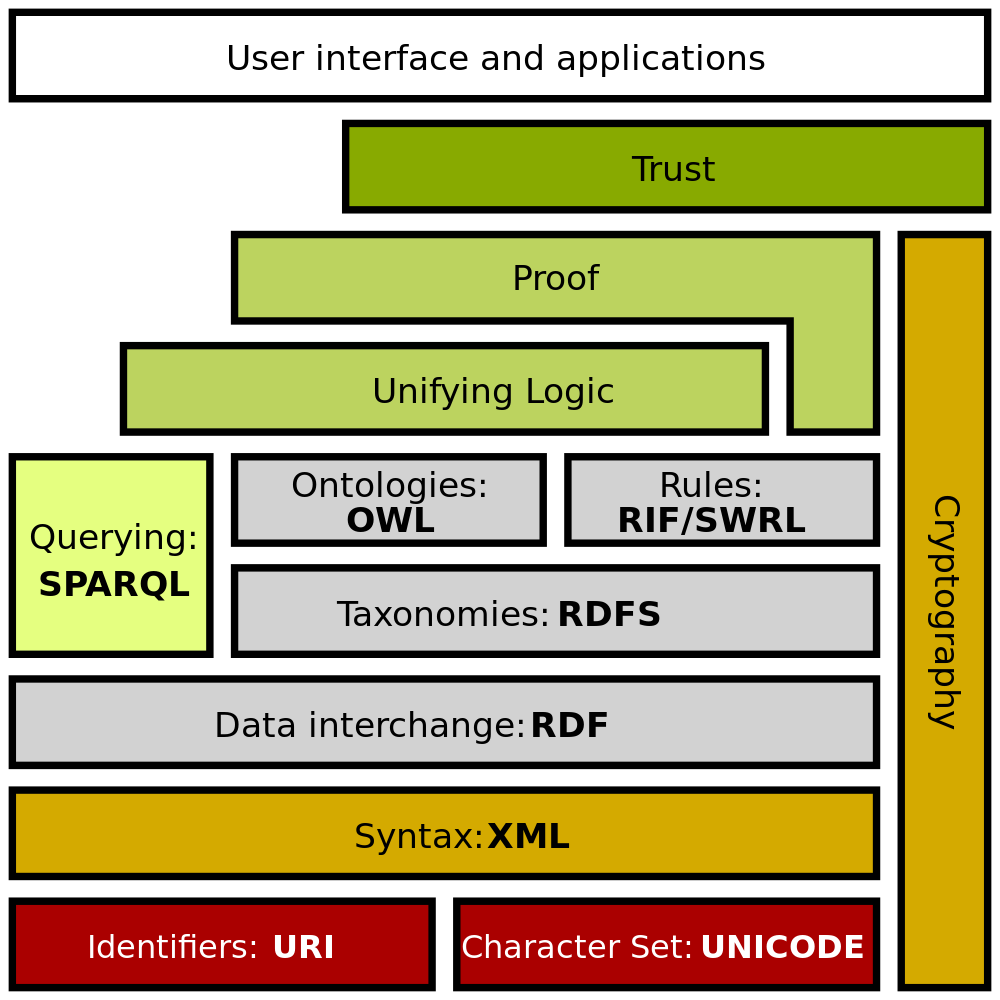 User interface and applications
Trust
Proof
Unifying Logic
Querying:
SPARQL
Ontologies:
OWL
Rules:
RIF/SWRL
Taxonomies: RDFS
Cryptography
Data interchange: RDF
Syntax: XML
Identifiers: URI
Character Set: UNICODE